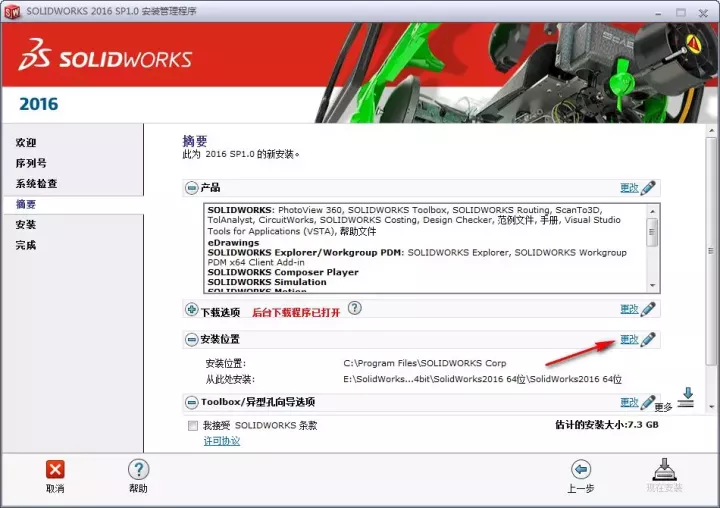 SOLIDWORKS 2016 SP1.0 安装管理程序
SOLIDWORKS
2016
欢迎
序列号
系统检查
摘要
安装
完成
摘要
此为 2016 SP1.0 的新安装。
产品 更改
SOLIDWORKS: PhotoView 360, SOLIDWORKS Toolbox, SOLIDWORKS Routing, ScanTo3D,
TolAnalyst, CircuitWorks, SOLIDWORKS Costing, Design Checker, 范例文件, 手册, Visual Studio
Tools for Applications (VSTA), 帮助文件
eDrawings
SOLIDWORKS Explorer/Workgroup PDM: SOLIDWORKS Explorer, SOLIDWORKS Workgroup
PDM x64 Client Add-in
SOLIDWORKS Composer Player
SOLIDWORKS Simulation
SOLIDWORKS Motion
下载选项 后台下载程序已打开 ? 更改
安装位置 更改
安装位置: C:\Program Files\SOLIDWORKS Corp
从此处安装: E:\SolidWorks...4bit\SolidWorks2016 64位\SolidWorks2016 64位
Toolbox/异型孔向导选项 更改 更多
我接受 SOLIDWORKS 条款 估计的安装大小:7.3 GB
许可协议
取消 帮助 上一步 现在安装